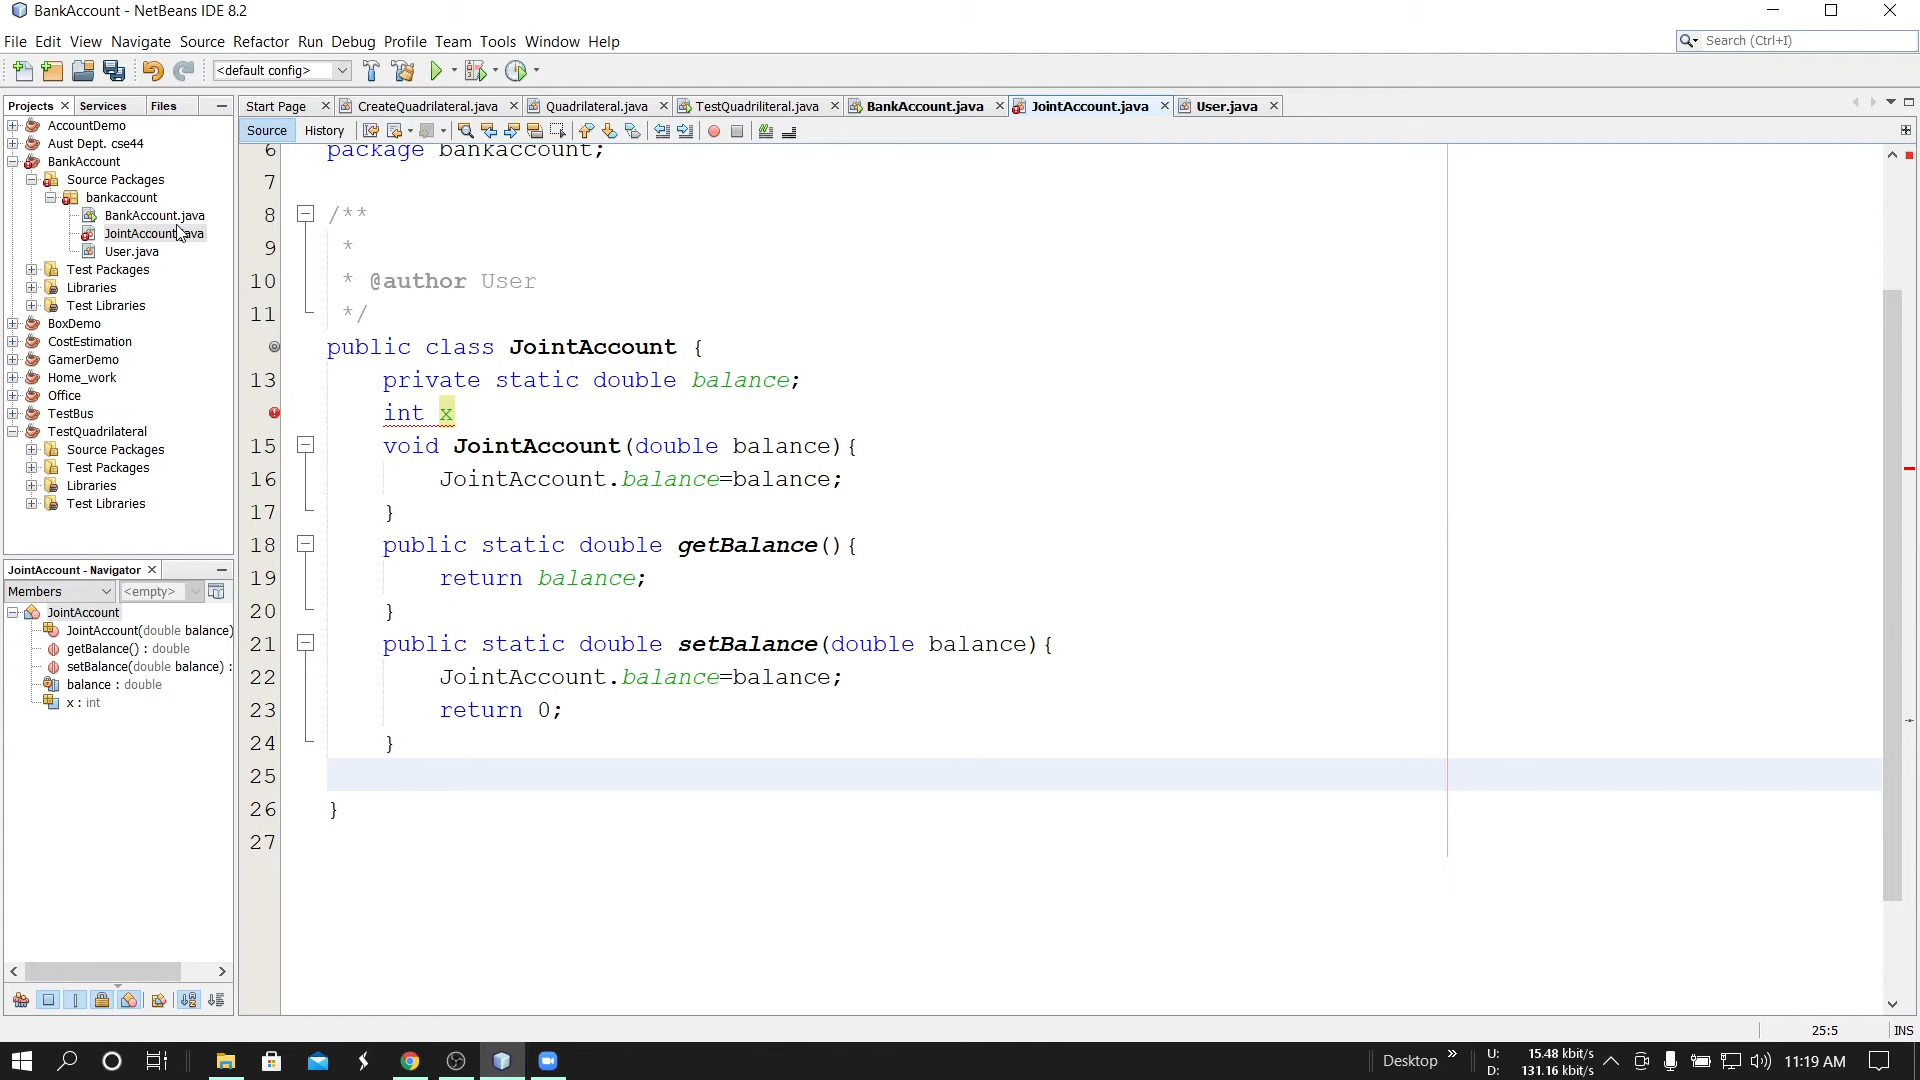 BankAccount - NetBeans IDE 8.2
File Edit View Navigate Source Refactor Run Debug Profile Team Tools Window Help
Search (Ctrl+I)
<default config>
Projects Services Files
Start Page CreateQuadrilateral.java Quadrilateral.java TestQuadriliteral.java BankAccount.java JointAccount.java User.java
Source History
AccountDemo
Aust Dept. cse44
BankAccount
Source Packages
bankaccount
BankAccount.java
JointAccount.java
User.java
Test Packages
Libraries
Test Libraries
BoxDemo
CostEstimation
GamerDemo
Home_work
Office
TestBus
TestQuadrilateral
Source Packages
Test Packages
Libraries
Test Libraries
JointAccount - Navigator
Members <empty>
JointAccount
JointAccount(double balance)
getBalance() : double
setBalance(double balance) :
balance : double
x : int
6 package bankaccount;
7
8 /**
9 *
10 * @author User
11 */
public class JointAccount {
13 private static double balance;
int x
15 void JointAccount(double balance){
16 JointAccount.balance=balance;
17 }
18 public static double getBalance(){
19 return balance;
20 }
21 public static double setBalance(double balance){
22 JointAccount.balance=balance;
23 return 0;
24 }
25
26 }
27
25:5 INS
Desktop »
U: 15.48 kbit/s
D: 131.16 kbit/s
11:19 AM